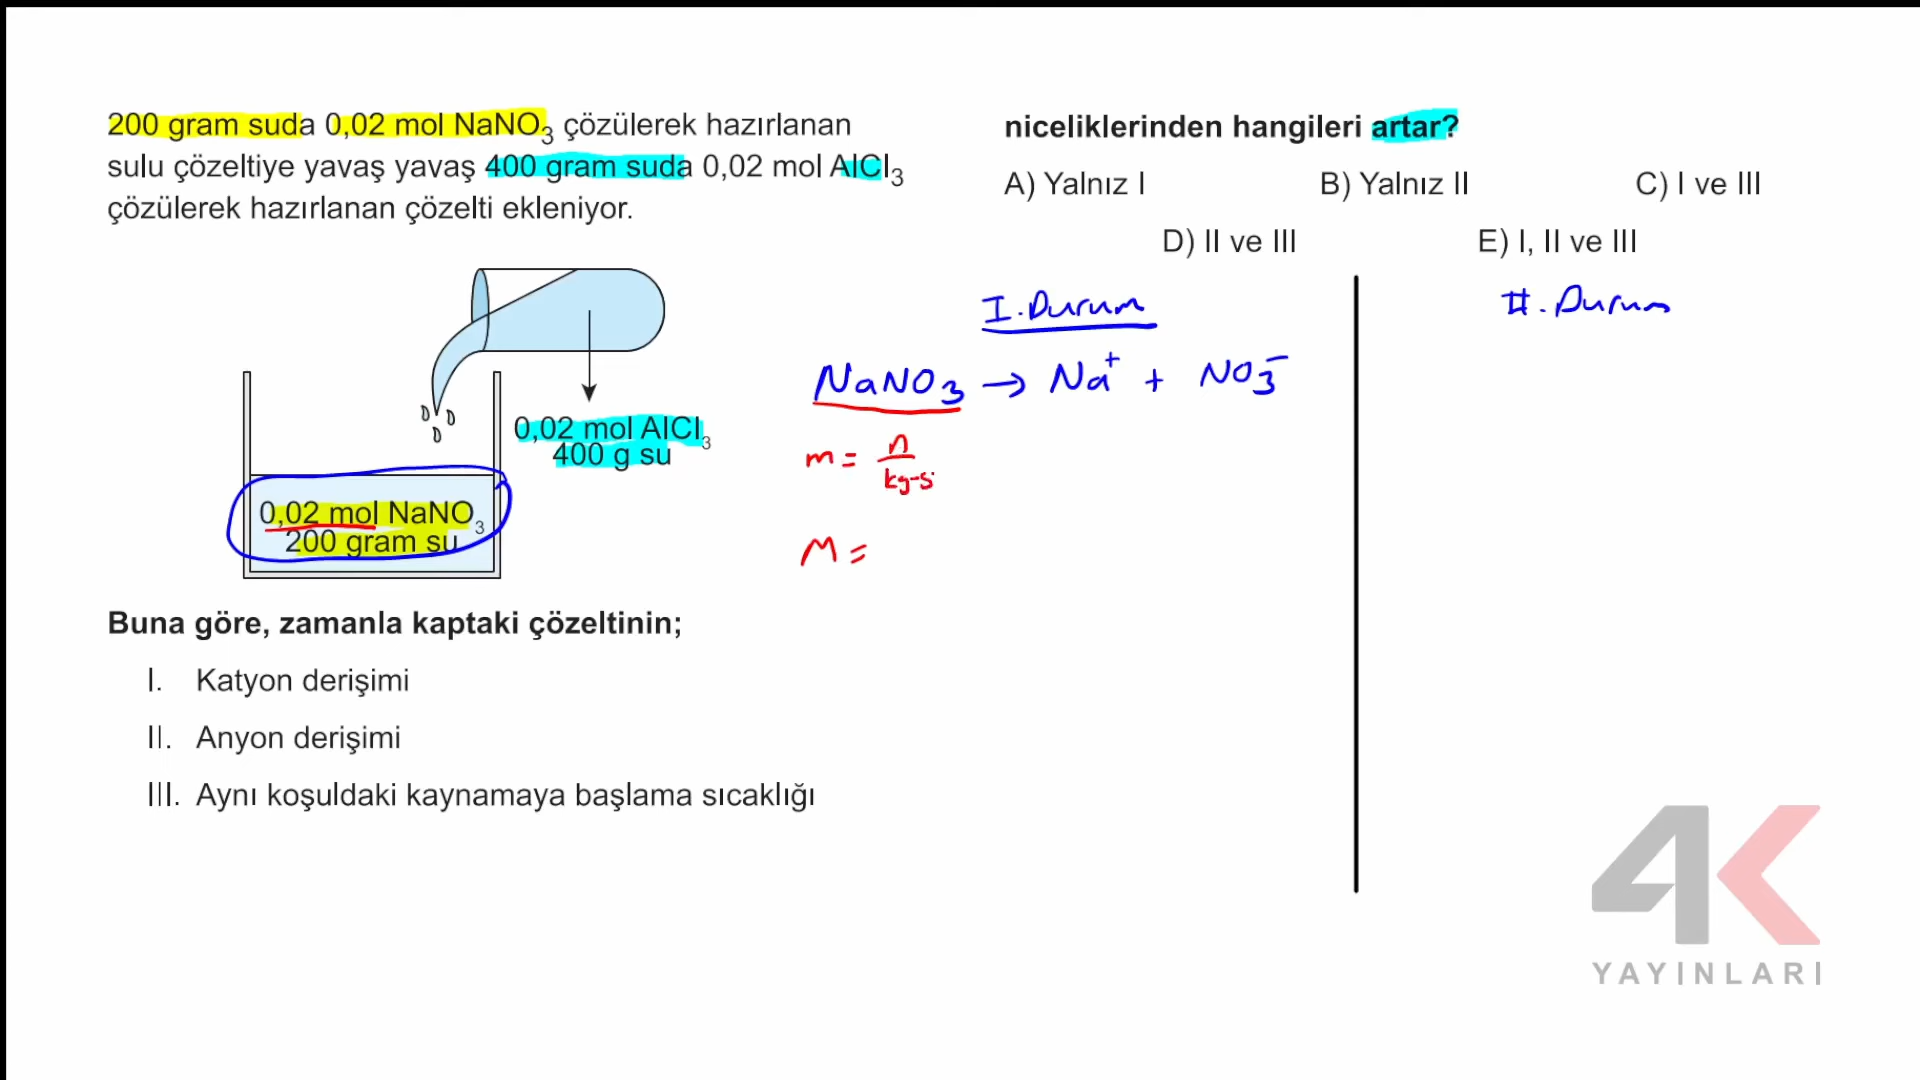 200 gram suda 0,02 mol NaNO3 çözülerek hazırlanan
sulu çözeltiye yavaş yavaş 400 gram suda 0,02 mol AlCl3
çözülerek hazırlanan çözelti ekleniyor.
0,02 mol AlCl3
400 g su
0,02 mol NaNO3
200 gram su
Buna göre, zamanla kaptaki çözeltinin;
I. Katyon derişimi
II. Anyon derişimi
III. Aynı koşuldaki kaynamaya başlama sıcaklığı
niceliklerinden hangileri artar?
A) Yalnız I B) Yalnız II C) I ve III
D) II ve III E) I, II ve III
I. Durum
NaNO3 → Na+ + NO3-
m = n
kg-s
M =
II. Durum
4K
YAYINLARI